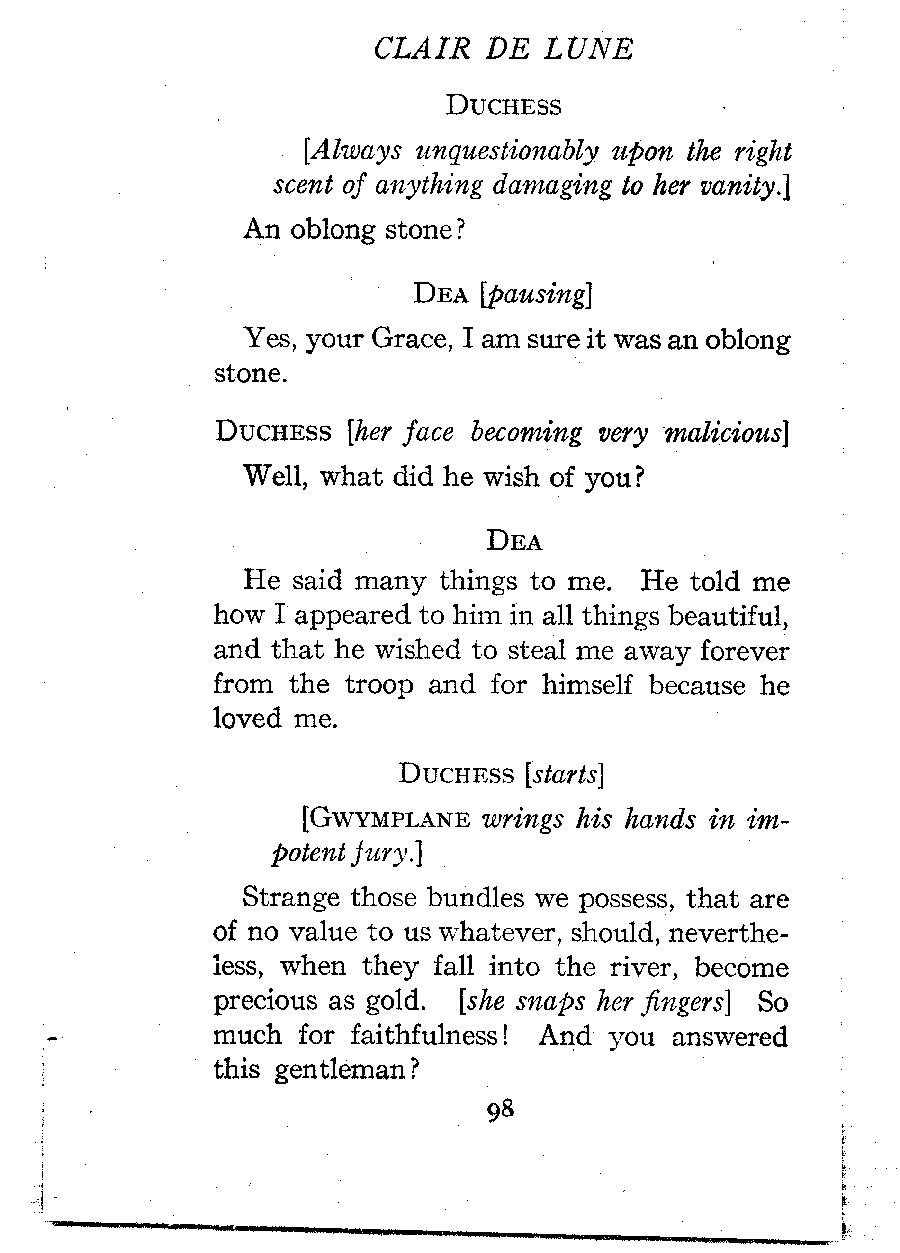 CLAIR DE LUNE
DUCHESS
[Always unquestionably upon the right
scent of anything damaging to her vanity.]
An oblong stone?
DEA [pausing]
Yes, your Grace, I am sure it was an oblong
stone.
DUCHESS [her face becoming very malicious]
Well, what did he wish of you?
DEA
He said many things to me. He told me
how I appeared to him in all things beautiful,
and that he wished to steal me away forever
from the troop and for himself because he
loved me.
DUCHESS [starts]
[GWYMPLANE wrings his hands in im-
potent fury.]
Strange those bundles we possess, that are
of no value to us whatever, should, neverthe-
less, when they fall into the river, become
precious as gold. [she snaps her fingers] So
much for faithfulness! And you answered
this gentleman?
98